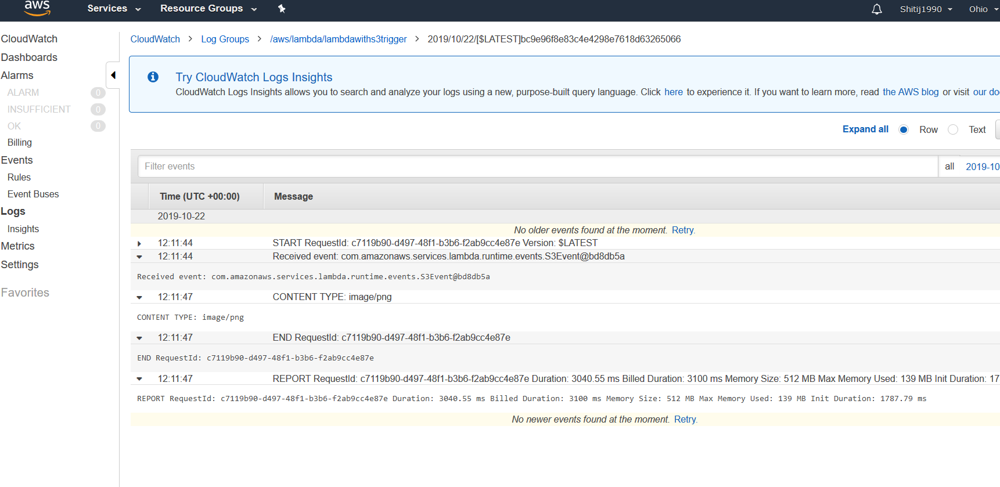 aws Services Resource Groups Shitij1990 Ohio
CloudWatch
Dashboards
Alarms
ALARM 0
INSUFFICIENT 0
OK 0
Billing
Events
Rules
Event Buses
Logs
Insights
Metrics
Settings
Favorites
CloudWatch > Log Groups > /aws/lambda/lambdawiths3trigger > 2019/10/22/[$LATEST]bc9e96f8e83c4e4298e7618d63265066
Try CloudWatch Logs Insights
CloudWatch Logs Insights allows you to search and analyze your logs using a new, purpose-built query language. Click here to experience it. If you want to learn more, read the AWS blog or visit our do
Expand all Row Text
Filter events all 2019-10
Time (UTC +00:00) Message
2019-10-22
No older events found at the moment. Retry.
12:11:44 START RequestId: c7119b90-d497-48f1-b3b6-f2ab9cc4e87e Version: $LATEST
12:11:44 Received event: com.amazonaws.services.lambda.runtime.events.S3Event@bd8db5a
Received event: com.amazonaws.services.lambda.runtime.events.S3Event@bd8db5a
12:11:47 CONTENT TYPE: image/png
CONTENT TYPE: image/png
12:11:47 END RequestId: c7119b90-d497-48f1-b3b6-f2ab9cc4e87e
END RequestId: c7119b90-d497-48f1-b3b6-f2ab9cc4e87e
12:11:47 REPORT RequestId: c7119b90-d497-48f1-b3b6-f2ab9cc4e87e Duration: 3040.55 ms Billed Duration: 3100 ms Memory Size: 512 MB Max Memory Used: 139 MB Init Duration: 17
REPORT RequestId: c7119b90-d497-48f1-b3b6-f2ab9cc4e87e Duration: 3040.55 ms Billed Duration: 3100 ms Memory Size: 512 MB Max Memory Used: 139 MB Init Duration: 1787.79 ms
No newer events found at the moment. Retry.